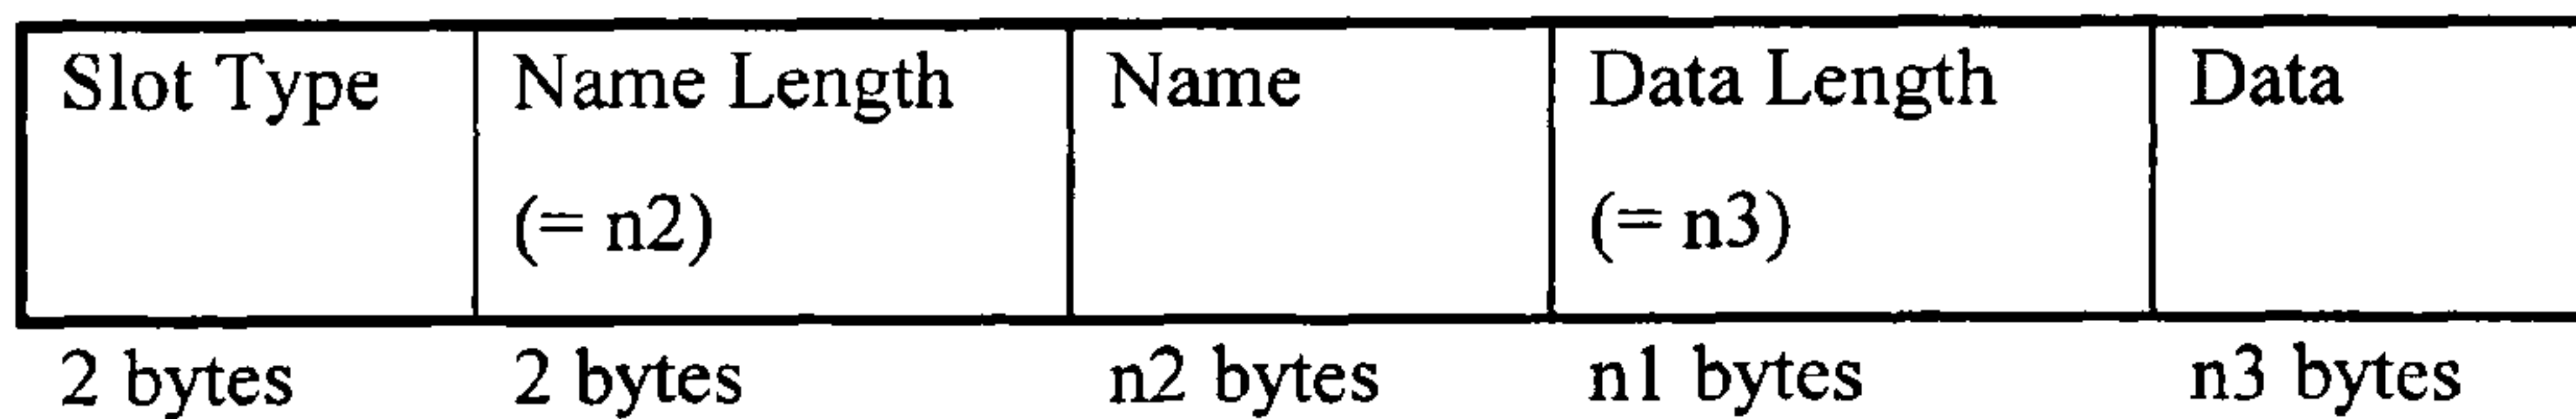 Slot Type Name Length Name Data Length Data
(= n2) (= n3)
2 bytes 2 bytes n2 bytes n1 bytes n3 bytes